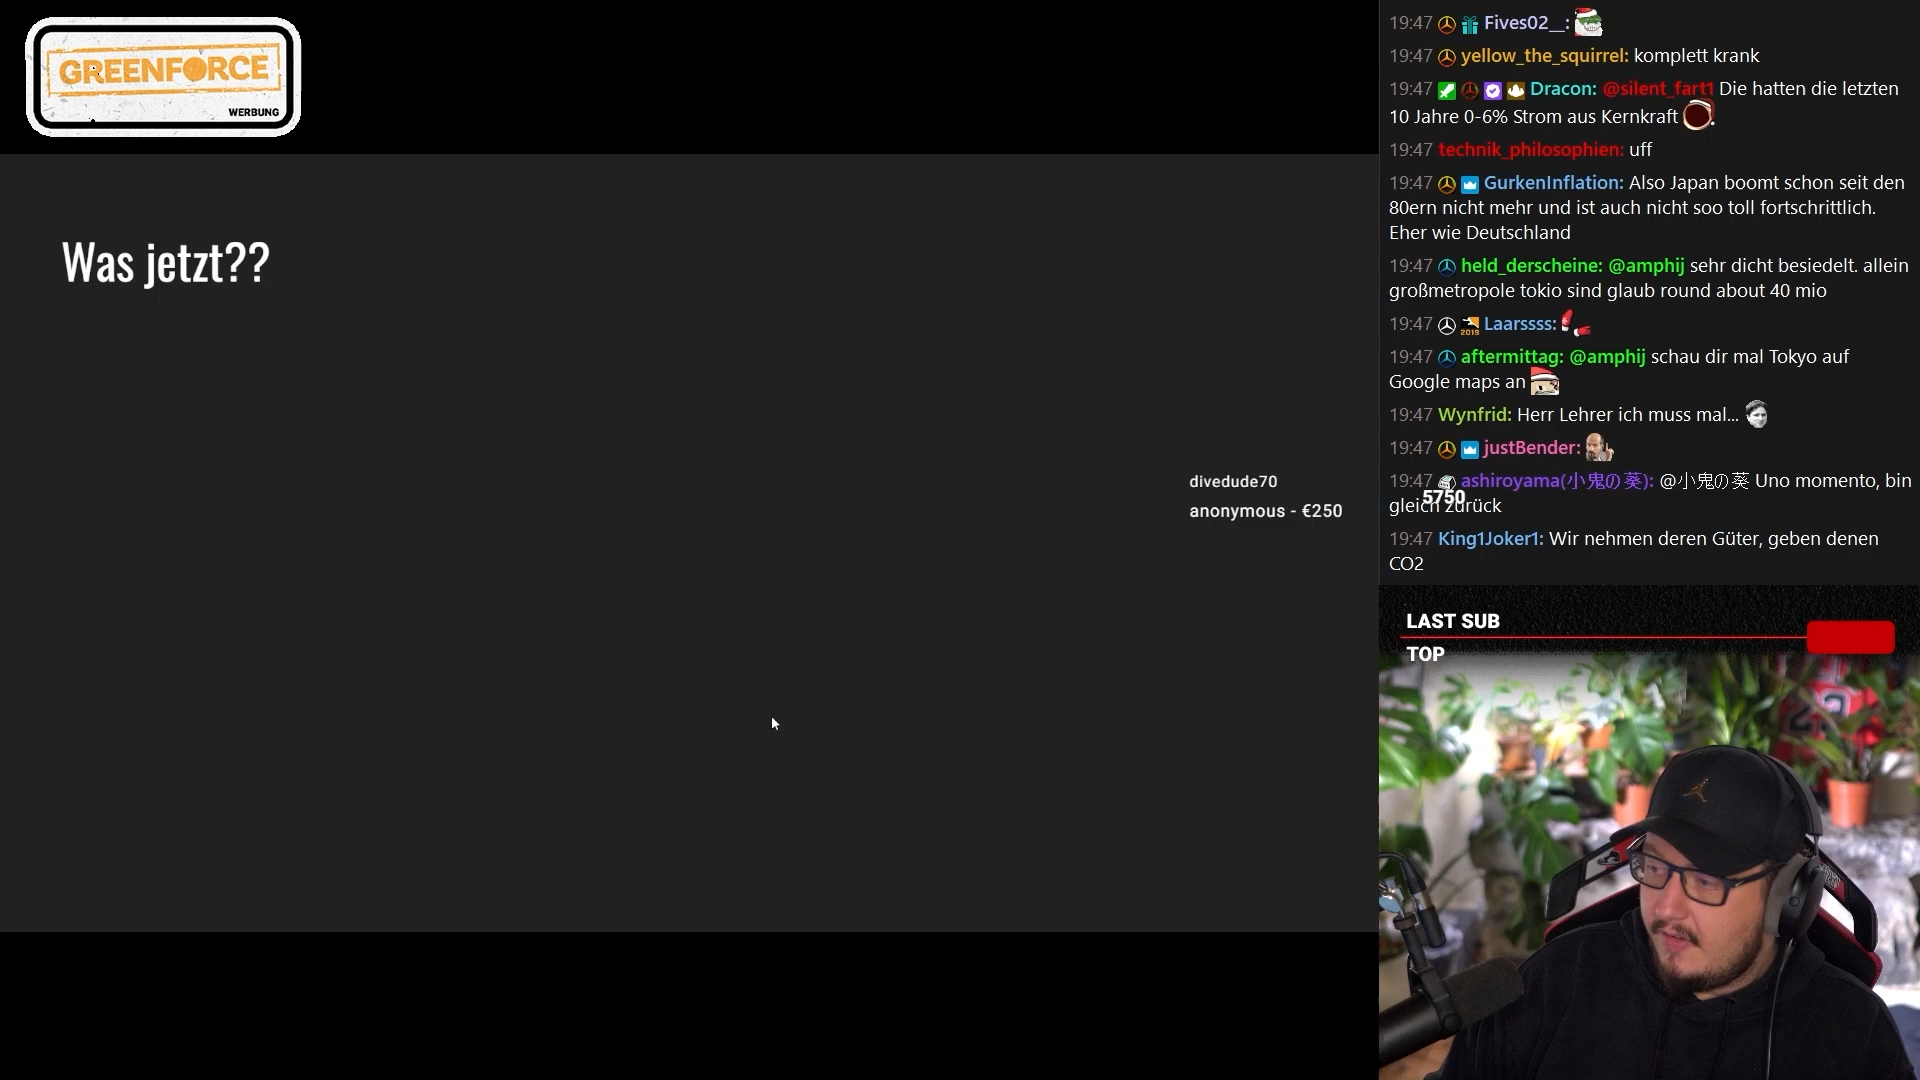 GREENFORCE
WERBUNG
Was jetzt??
divedude70
anonymous - €250
19:47 Fives02__:
19:47 yellow_the_squirrel: komplett krank
19:47 Dracon: @silent_fart1 Die hatten die letzten
10 Jahre 0-6% Strom aus Kernkraft
19:47 technik_philosophien: uff
19:47 GurkenInflation: Also Japan boomt schon seit den
80ern nicht mehr und ist auch nicht soo toll fortschrittlich.
Eher wie Deutschland
19:47 held_derscheine: @amphij sehr dicht besiedelt. allein
großmetropole tokio sind glaub round about 40 mio
19:47 2019 Laarssss:
19:47 aftermittag: @amphij schau dir mal Tokyo auf
Google maps an
19:47 Wynfrid: Herr Lehrer ich muss mal...
19:47 justBender:
19:47 ashiroyama(小鬼の葵): @小鬼の葵 Uno momento, bin
gleich zurück
5750
19:47 King1Joker1: Wir nehmen deren Güter, geben denen
CO2
LAST SUB
TOP
23